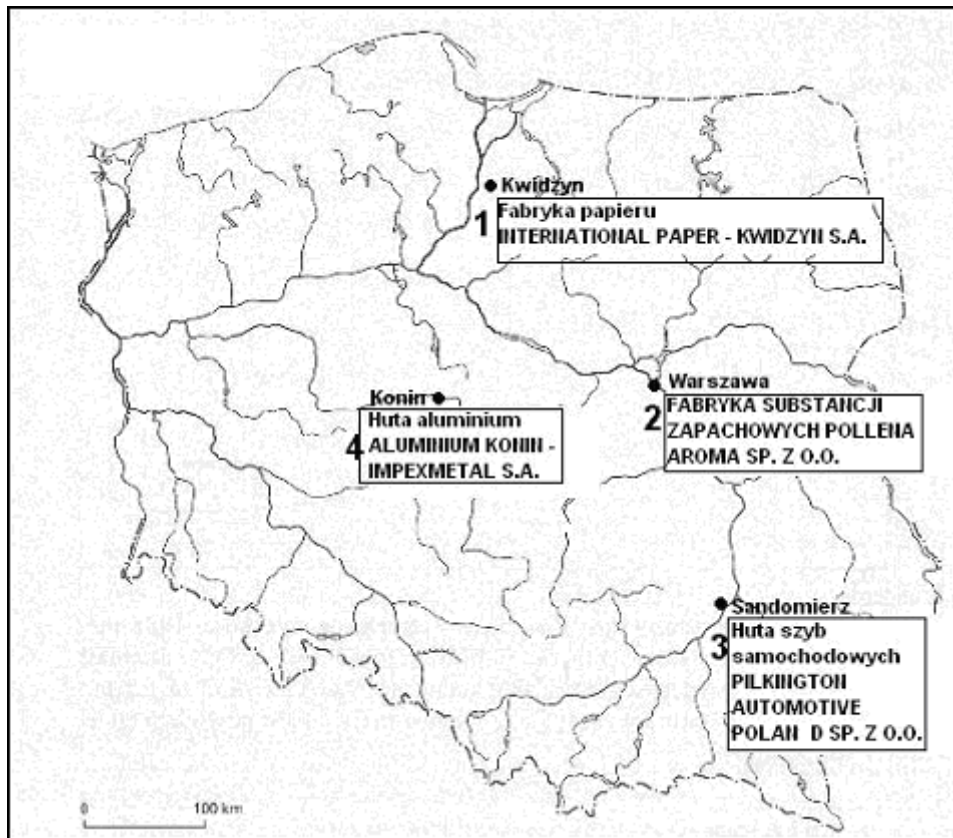 Kwidzyn
1
Fabryka papieru
INTERNATIONAL PAPER - KWIDZYN S.A.
Warszawa
2
FABRYKA SUBSTANCJI
ZAPACHOWYCH POLLENA
AROMA SP. Z O.O.
Konin
4
Huta aluminium
ALUMINIUM KONIN -
IMPEXMETAL S.A.
Sandomierz
3
Huta szyb
samochodowych
PILKINGTON
AUTOMOTIVE
POLAN D SP. Z O.O.
0 100 km